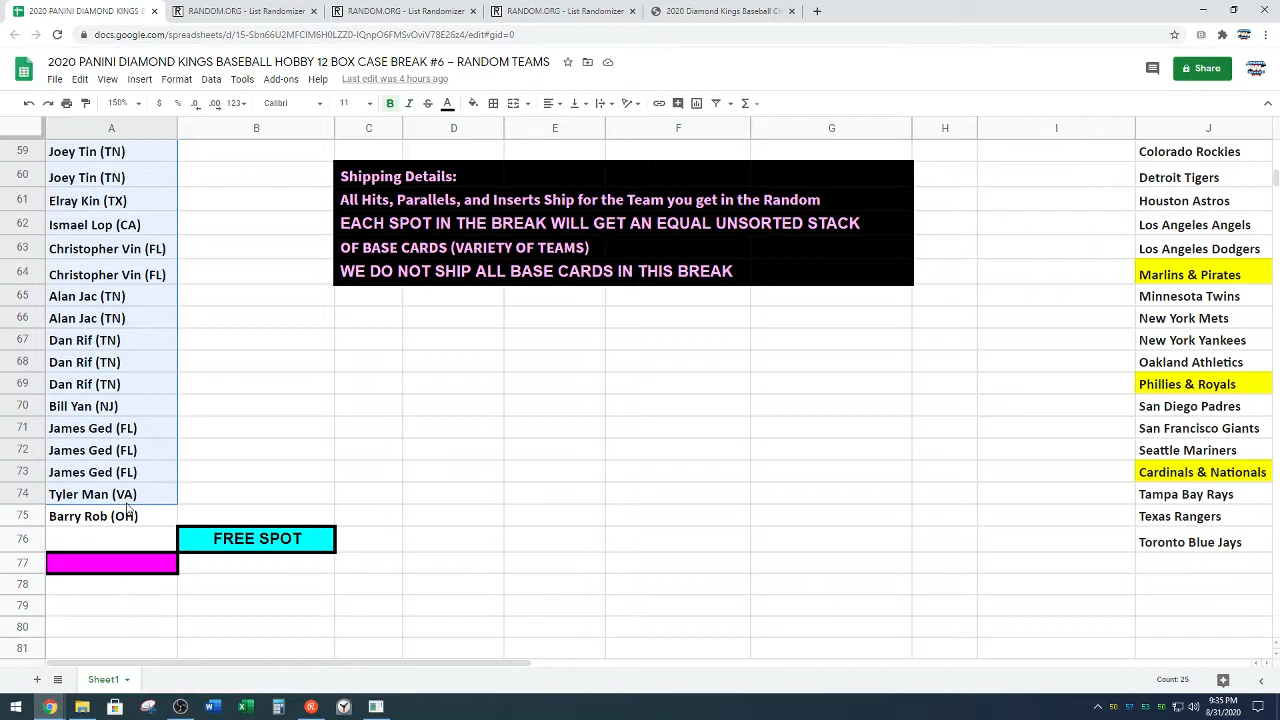 2020 PANINI DIAMOND KINGS B
RANDOM.ORG - List Randomizer
RANDOM.ORG - List Randomizer
RANDOM.ORG - List Randomizer
2020 Diamond Kings Baseball C
docs.google.com/spreadsheets/d/15-Sbn66U2MFCIM6H0LZZ0-IQnpO6FMSvOviV78E26z4/edit#gid=0
2020 PANINI DIAMOND KINGS BASEBALL HOBBY 12 BOX CASE BREAK #6 – RANDOM TEAMS
File Edit View Insert Format Data Tools Add-ons Help Last edit was 4 hours ago
Share
150% $ % .0 .00 123 Calibri 11 B I S A
A B C D E F G H I J
59 Joey Tin (TN) Colorado Rockies
60 Joey Tin (TN) Shipping Details: Detroit Tigers
61 Elray Kin (TX) All Hits, Parallels, and Inserts Ship for the Team you get in the Random Houston Astros
62 Ismael Lop (CA) EACH SPOT IN THE BREAK WILL GET AN EQUAL UNSORTED STACK Los Angeles Angels
63 Christopher Vin (FL) OF BASE CARDS (VARIETY OF TEAMS) Los Angeles Dodgers
64 Christopher Vin (FL) WE DO NOT SHIP ALL BASE CARDS IN THIS BREAK Marlins & Pirates
65 Alan Jac (TN) Minnesota Twins
66 Alan Jac (TN) New York Mets
67 Dan Rif (TN) New York Yankees
68 Dan Rif (TN) Oakland Athletics
69 Dan Rif (TN) Phillies & Royals
70 Bill Yan (NJ) San Diego Padres
71 James Ged (FL) San Francisco Giants
72 James Ged (FL) Seattle Mariners
73 James Ged (FL) Cardinals & Nationals
74 Tyler Man (VA) Tampa Bay Rays
75 Barry Rob (OH) Texas Rangers
76 FREE SPOT Toronto Blue Jays
77
78
79
80
81
Sheet1 Count: 25
50 57 53 50 9:35 PM
8/31/2020